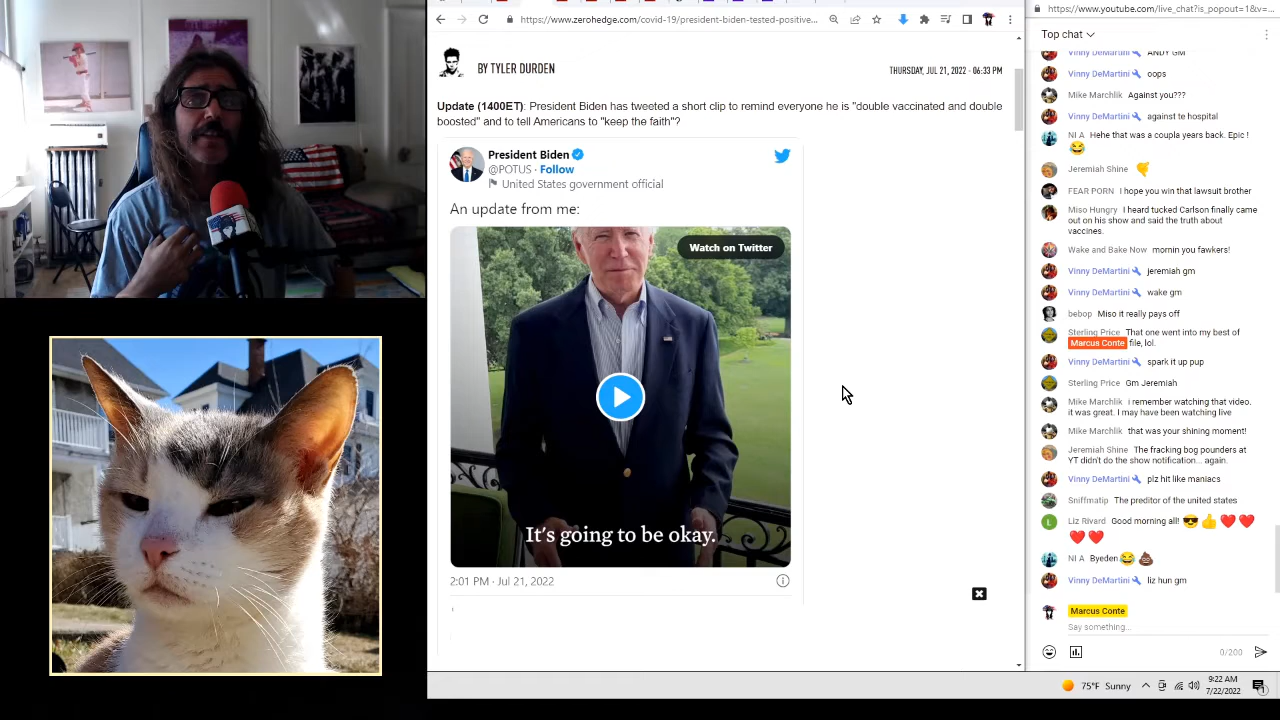 https://www.zerohedge.com/covid-19/president-biden-tested-positive...
BY TYLER DURDEN
THURSDAY, JUL 21, 2022 - 06:33 PM
Update (1400ET): President Biden has tweeted a short clip to remind everyone he is "double vaccinated and double
boosted" and to tell Americans to "keep the faith"?
President Biden
@POTUS · Follow
United States government official
An update from me:
Watch on Twitter
It's going to be okay.
2:01 PM · Jul 21, 2022
https://www.youtube.com/live_chat?is_popout=1&v=...
Top chat
Vinny DeMartini ANDY GM
Vinny DeMartini oops
Mike Marchlik Against you???
Vinny DeMartini against te hospital
NI A Hehe that was a coupla years back. Epic !
Jeremiah Shine
FEAR PORN I hope you win that lawsuit brother
Miso Hungry I heard tucked Carlson finally came
out on his show and said the truth about
vaccines.
Wake and Bake Now mornin you fawkers!
Vinny DeMartini jeremiah gm
Vinny DeMartini wake gm
bebop Miso it really pays off
Sterling Price That one went into my best of
Marcus Conte file, lol.
Vinny DeMartini spark it up pup
Sterling Price Gm Jeremiah
Mike Marchlik i remember watching that video.
it was great. I may have been watching live
Mike Marchlik that was your shining moment!
Jeremiah Shine The fracking bog pounders at
YT didn't do the show notification... again.
Vinny DeMartini plz hit like maniacs
Sniffmatip The preditor of the united states
Liz Rivard Good morning all!
NI A Byeden
Vinny DeMartini liz hun gm
Marcus Conte
Say something...
0/200
75°F Sunny
9:22 AM
7/22/2022